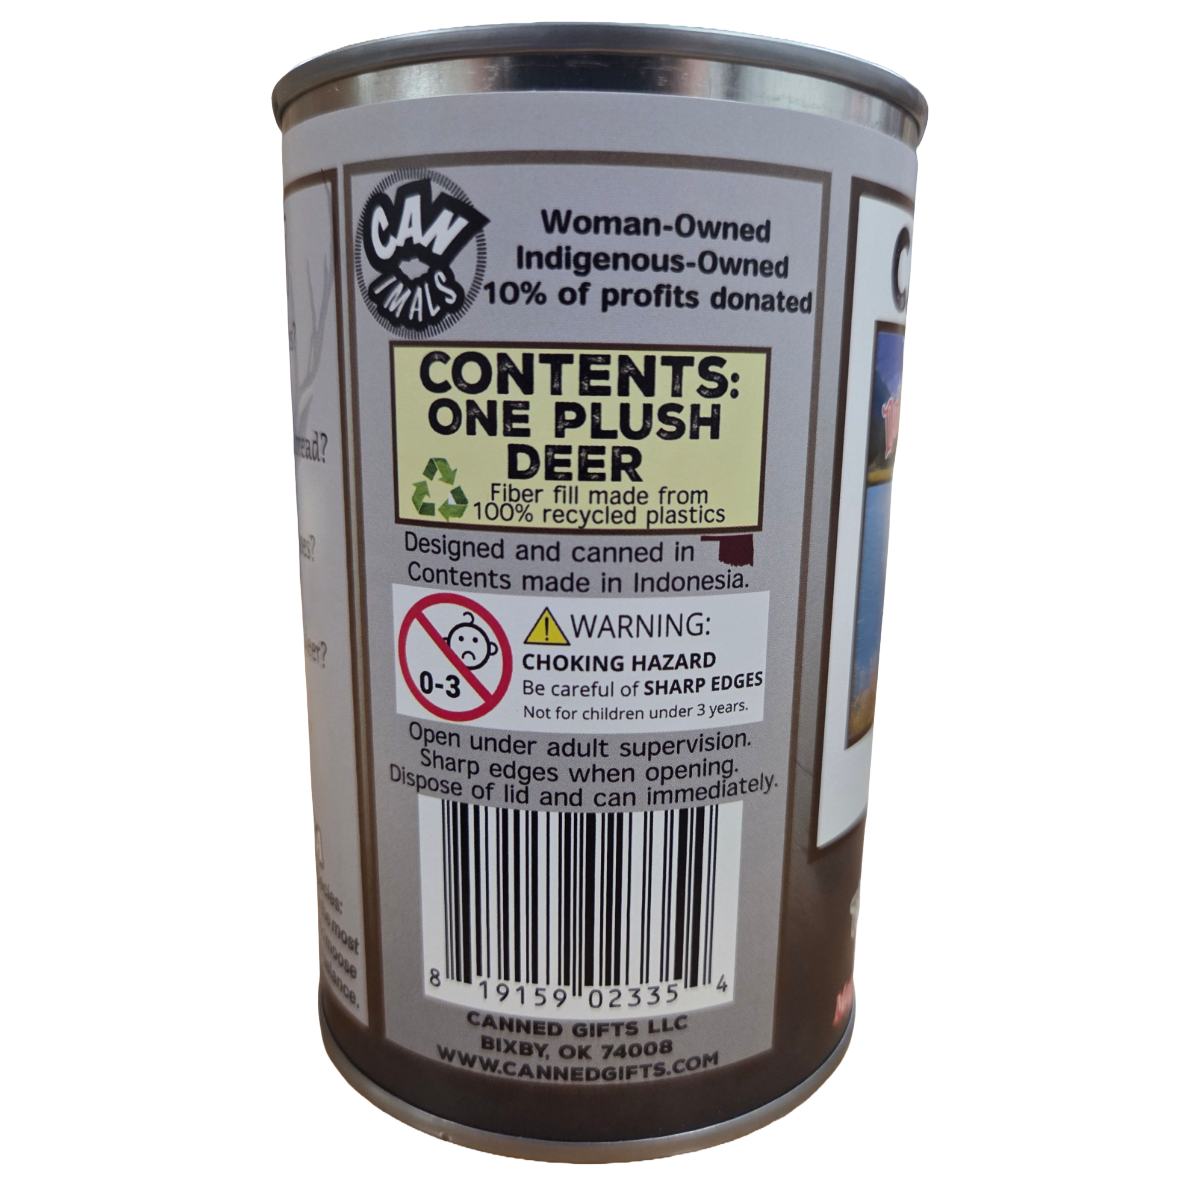 CAN
IMALS
Woman-Owned
Indigenous-Owned
10% of profits donated
CONTENTS:
ONE PLUSH
DEER
Fiber fill made from
100% recycled plastics
Designed and canned in
Contents made in Indonesia.
0-3
WARNING:
CHOKING HAZARD
Be careful of SHARP EDGES
Not for children under 3 years.
Open under adult supervision.
Sharp edges when opening.
Dispose of lid and can immediately.
8 19159 02335 4
CANNED GIFTS LLC
BIXBY, OK 74008
WWW.CANNEDGIFTS.COM
most
moose